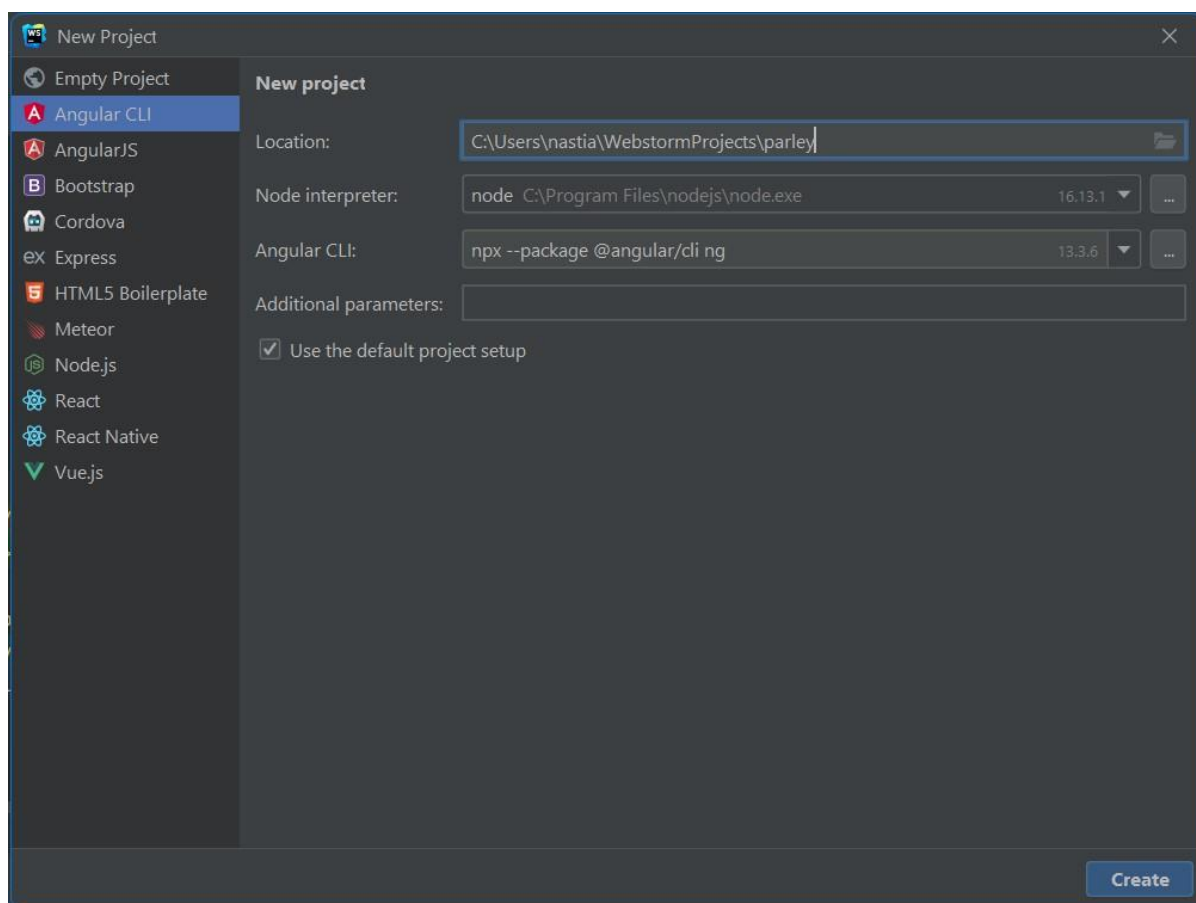 WS New Project
Empty Project
Angular CLI
AngularJS
Bootstrap
Cordova
ex Express
HTML5 Boilerplate
Meteor
Node.js
React
React Native
Vue.js
New project
Location: C:\Users\nastia\WebstormProjects\parley
Node interpreter: node C:\Program Files\nodejs\node.exe 16.13.1 ...
Angular CLI: npx --package @angular/cli ng 13.3.6 ...
Additional parameters:
Use the default project setup
Create